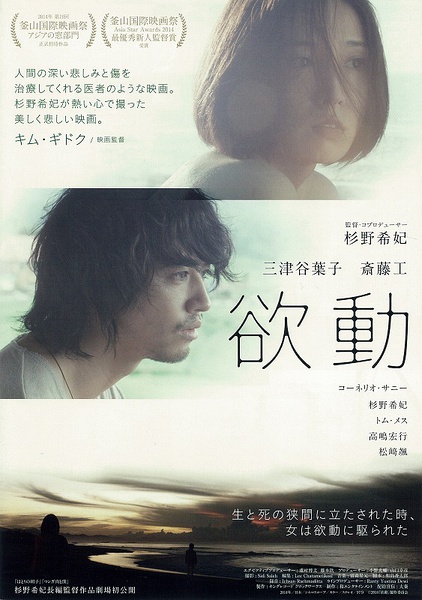 2014年・第19回
釜山国際映画祭
アジアの窓部門
正式招待作品
釜山国際映画祭
Asia Star Awards 2014
最優秀新人監督賞
受賞
人間の深い悲しみと傷を
治療してくれる医者のような映画。
杉野希妃が熱い心で撮った
美しく悲しい映画。
キム・ギドク / 映画監督
監督・コプロデューサー
杉野希妃
三津谷葉子 斎藤工
欲動
コーネリオ・サニー
杉野希妃
トム・メス
高嶋宏行
松崎颯
生と死の狭間に立たされた時、
女は欲動に駆られた
杉野希妃長編監督作品劇場初公開